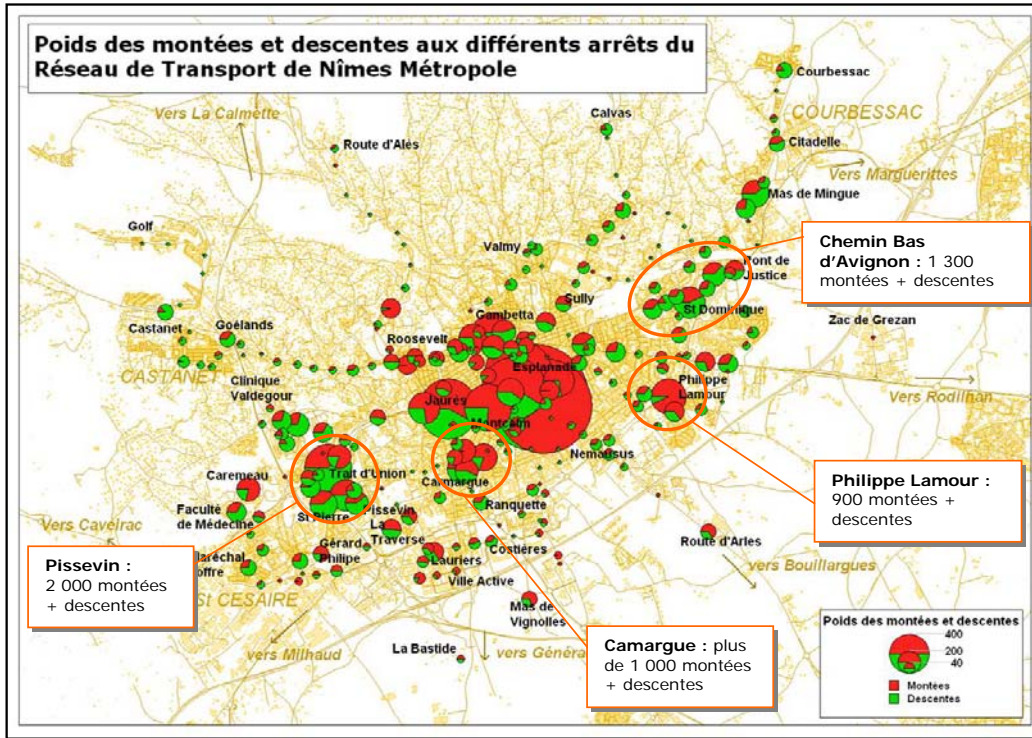 Poids des montées et descentes aux différents arrêts du
Réseau de Transport de Nîmes Métropole
Courbessac
Vers La Calmette
Calvas
COURBESSAC
Route d'Alés
Citadelle
Vers Marguerittes
Mas de Mingue
Golf
Valmy
Chemin Bas
d'Avignon : 1 300
montées + descentes
Pont de
Justice
Sully
St Dominique
Gambetta
Castanet
Goélands
Roosevelt
Zac de Grezan
CASTANET
Esplanade
Clinique
Valdegour
Philippe
Lamour
Jaurès
Vers Rodilhan
Montcalm
Nemausus
Caremeau
Trait d'Union
Carmargue
Philippe Lamour :
900 montées +
descentes
Faculté
de Médecine
Pissevin
Ranquette
St Pierre
La
Traverse
Vers Caveirac
Gérard
Philipe
Costières
Route d'Arles
Lauriers
Pissevin :
2 000 montées
+ descentes
Ville Active
vers Bouillargues
St CESAIRE
Mas de
Vignolles
vers Milhaud
La Bastide
vers Généra
Camargue : plus
de 1 000 montées
+ descentes
Poids des montées et descentes
400
200
40
Montées
Descentes